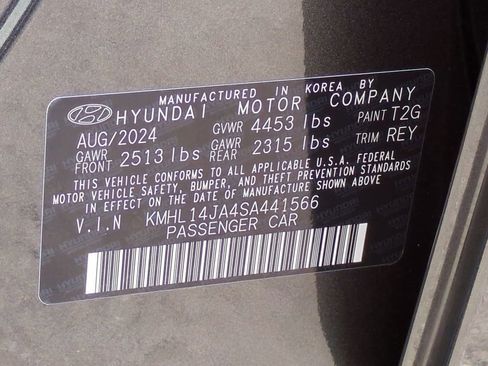 MANUFACTURED IN KOREA BY
HYUNDAI MOTOR COMPANY
AUG/2024 GVWR 4453 lbs PAINT T2G
GAWR FRONT 2513 lbs GAWR REAR 2315 lbs TRIM REY
THIS VEHICLE CONFORMS TO ALL APPLICABLE U.S.A. FEDERAL
MOTOR VEHICLE SAFETY, BUMPER, AND THEFT PREVENTION STANDARDS
IN EFFECT ON THE DATE OF MANUFACTURE SHOWN ABOVE.
V.I.N KMHL14JA4SA441566
PASSENGER CAR